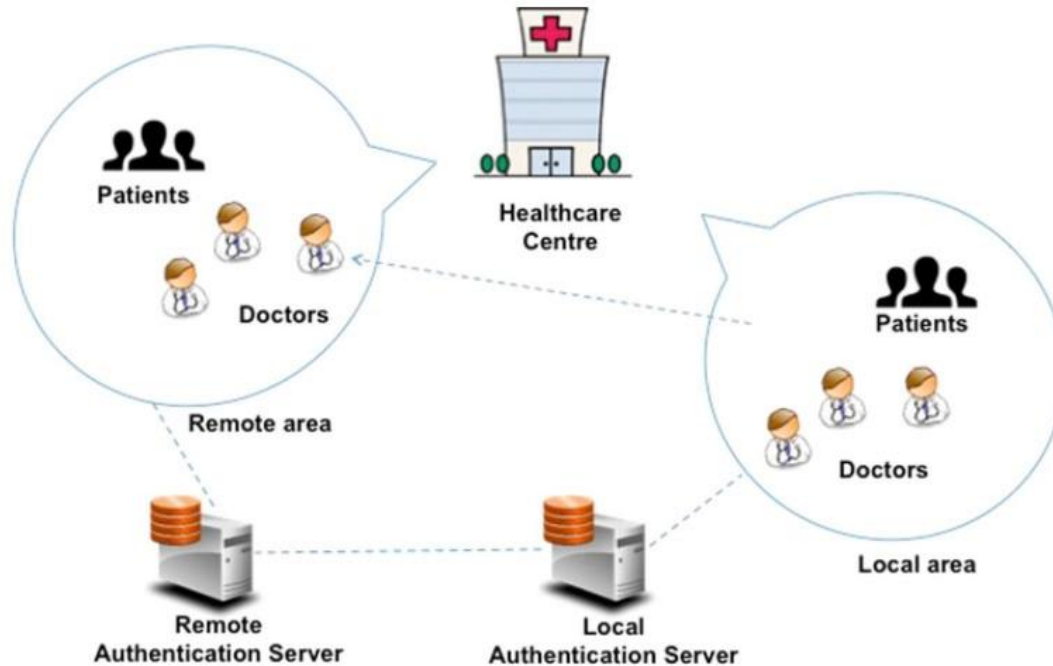 Patients
Doctors
Remote area
Healthcare
Centre
Patients
Doctors
Local area
Remote
Authentication Server
Local
Authentication Server